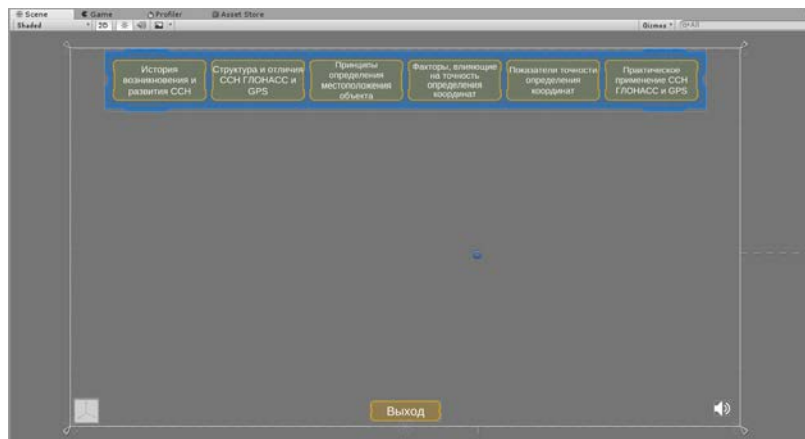 Scene Game Profiler Asset Store
Shaded 2D Gizmos
История
возникновения и
развития ССН
Структура и отличия
ССН ГЛОНАСС и
GPS
Принципы
определения
местоположения
объекта
Факторы, влияющие
на точность
определения
координат
Показатели точности
определения
координат
Практическое
применение ССН
ГЛОНАСС и GPS
Выход